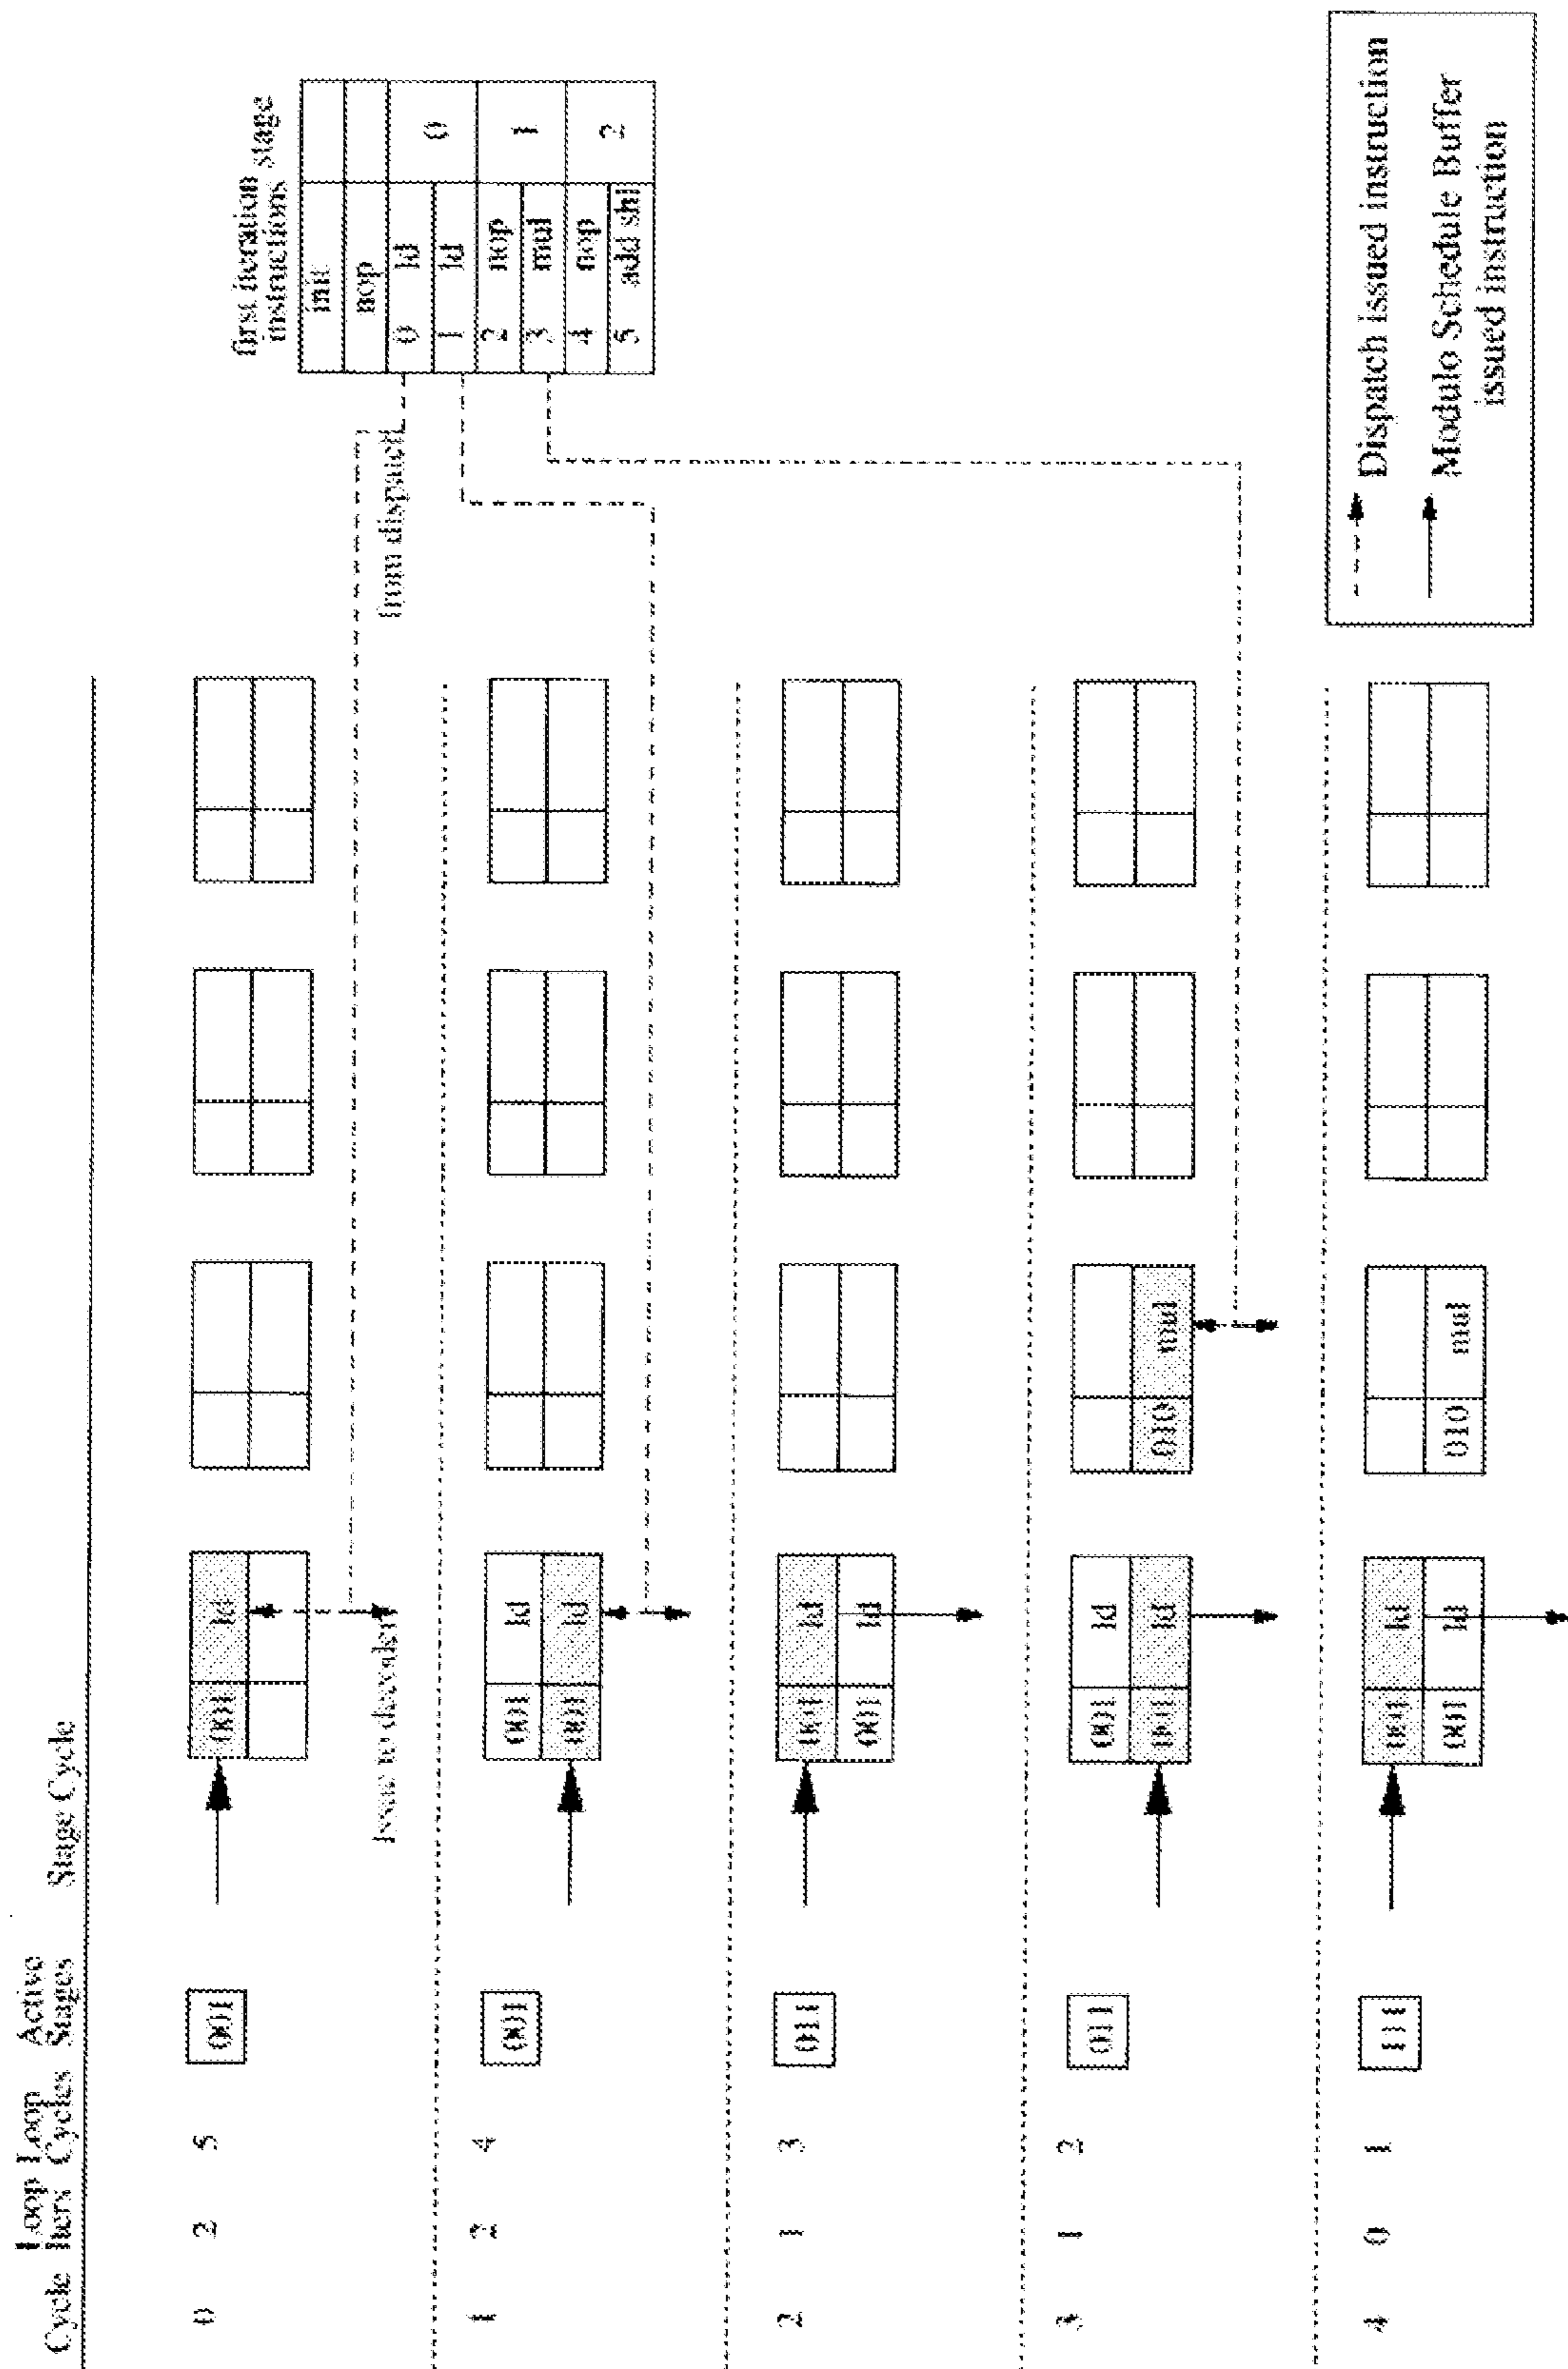 Loop Loop Active
Cycle Iters Cycles Stages Stage Cycle
first iteration
instructions stage
init
nop
0 ld 0
1 ld
2 nop 1
3 mul
4 nop 2
5 add shl
0 2 5 001
001 ld
from dispatch
Issue to decoder
1 2 4 001
001 ld
001 ld
2 1 3 011
001 ld
001 ld
3 1 2 011
001 ld
001 ld
010 mul
4 0 1 111
001 ld
001 ld
010 mul
Dispatch issued instruction
Modulo Schedule Buffer
issued instruction